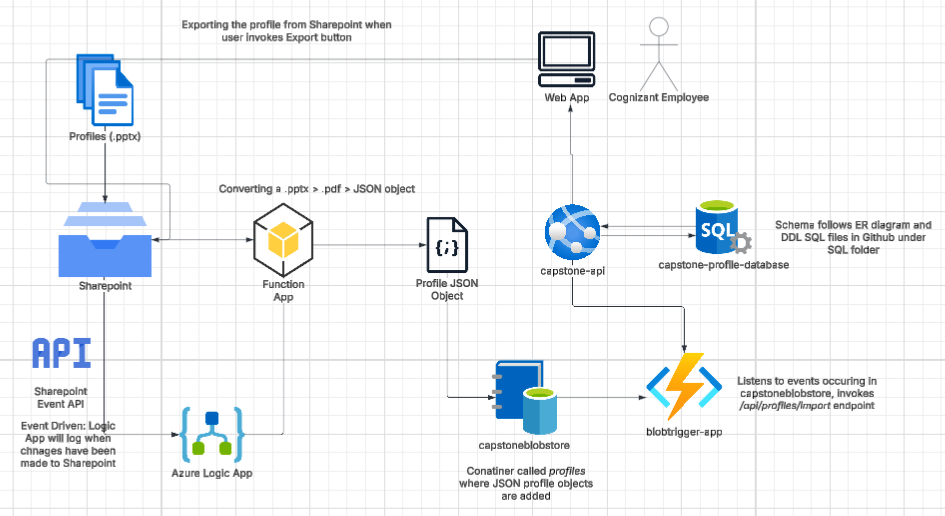 Exporting the profile from Sharepoint when
user invokes Export button
Web App
Cognizant Employee
Profiles (.pptx)
Converting a .pptx > .pdf > JSON object
SQL
Schema follows ER diagram and
DDL SQL files in Github under
SQL folder
{;}
capstone-api
capstone-profile-database
Sharepoint
Function
App
Profile JSON
Object
API
Sharepoint
Event API
Event Driven: Logic
App will log when
chnages have been
made to Sharepoint
Azure Logic App
capstoneblobstore
Conatiner called profiles
where JSON profile objects
are added
blobtrigger-app
Listens to events occuring in
capstoneblobstore, invokes
/api/profiles/import endpoint